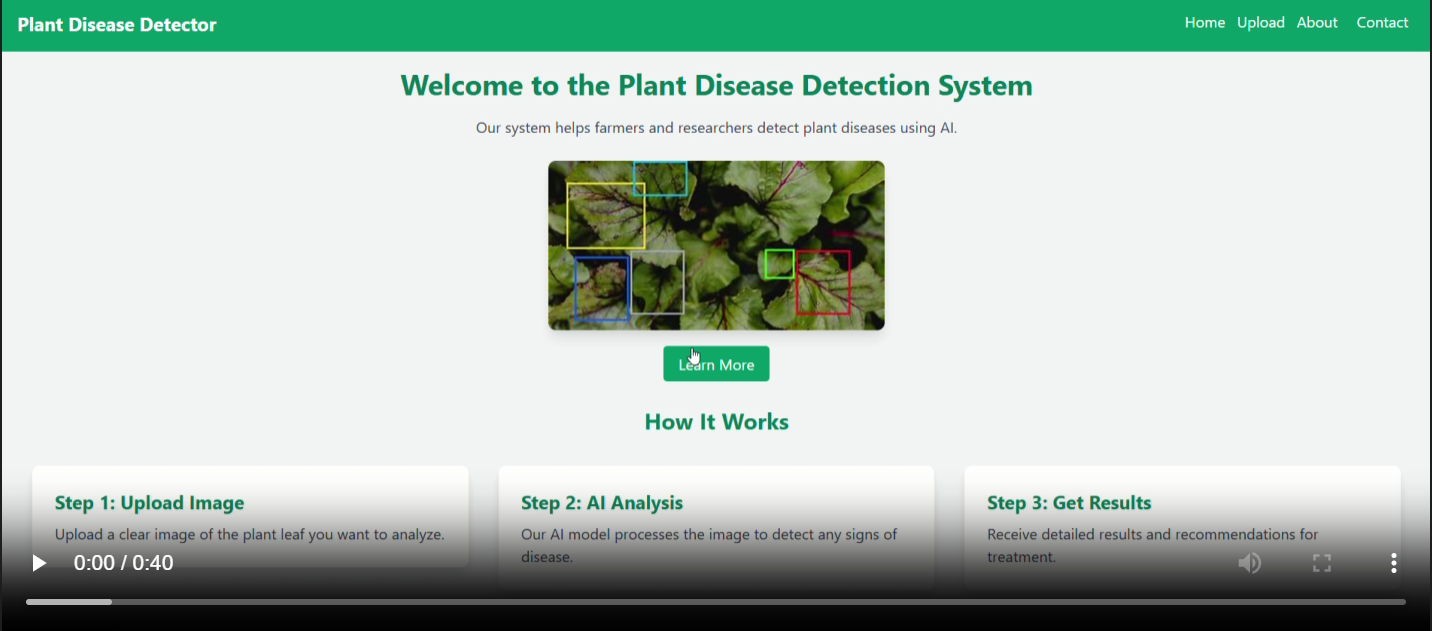 Plant Disease Detector
Home Upload About Contact
Welcome to the Plant Disease Detection System
Our system helps farmers and researchers detect plant diseases using AI.
Learn More
How It Works
Step 1: Upload Image
Upload a clear image of the plant leaf you want to analyze.
Step 2: AI Analysis
Our AI model processes the image to detect any signs of
disease.
Step 3: Get Results
Receive detailed results and recommendations for
treatment.
0:00 / 0:40